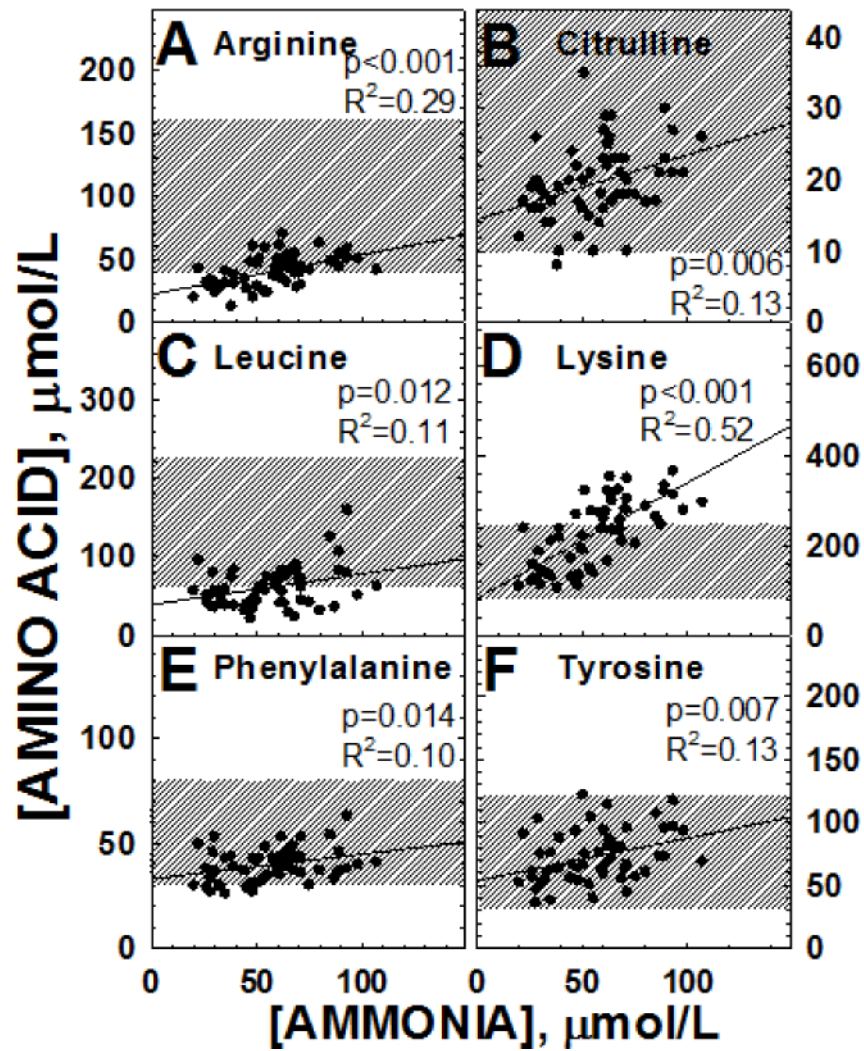 A Arginine
p<0.001
R²=0.29
200
150
100
50
0
B Citrulline
p=0.006
R²=0.13
40
30
20
10
0
C Leucine
p=0.012
R²=0.11
300
200
100
0
D Lysine
p<0.001
R²=0.52
600
400
200
0
E Phenylalanine
p=0.014
R²=0.10
100
50
0
F Tyrosine
p=0.007
R²=0.13
200
150
100
50
0
0 50 100 0 50 100
[AMINO ACID], μmol/L
[AMMONIA], μmol/L